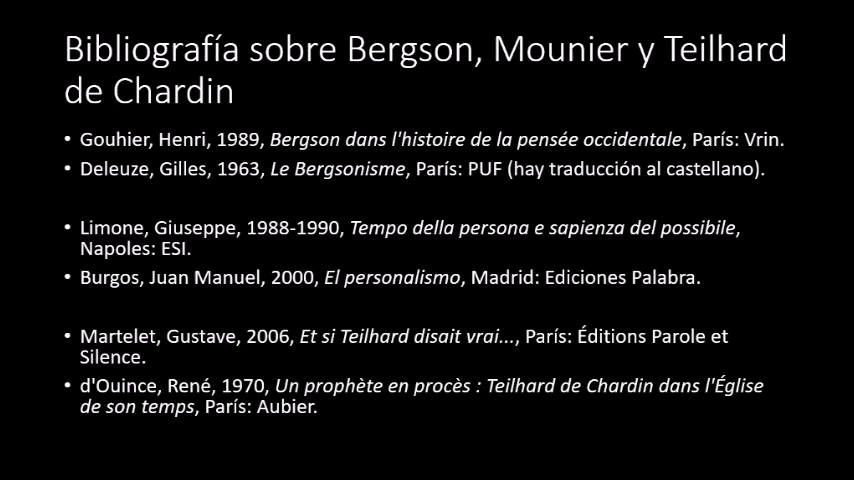 Bibliografía sobre Bergson, Mounier y Teilhard
de Chardin
• Gouhier, Henri, 1989, Bergson dans l'histoire de la pensée occidentale, París: Vrin.
• Deleuze, Gilles, 1963, Le Bergsonisme, París: PUF (hay traducción al castellano).
• Limone, Giuseppe, 1988-1990, Tempo della persona e sapienza del possibile,
Napoles: ESI.
• Burgos, Juan Manuel, 2000, El personalismo, Madrid: Ediciones Palabra.
• Martelet, Gustave, 2006, Et si Teilhard disait vrai..., París: Éditions Parole et
Silence.
• d'Ouince, René, 1970, Un prophète en procès : Teilhard de Chardin dans l'Église
de son temps, París: Aubier.